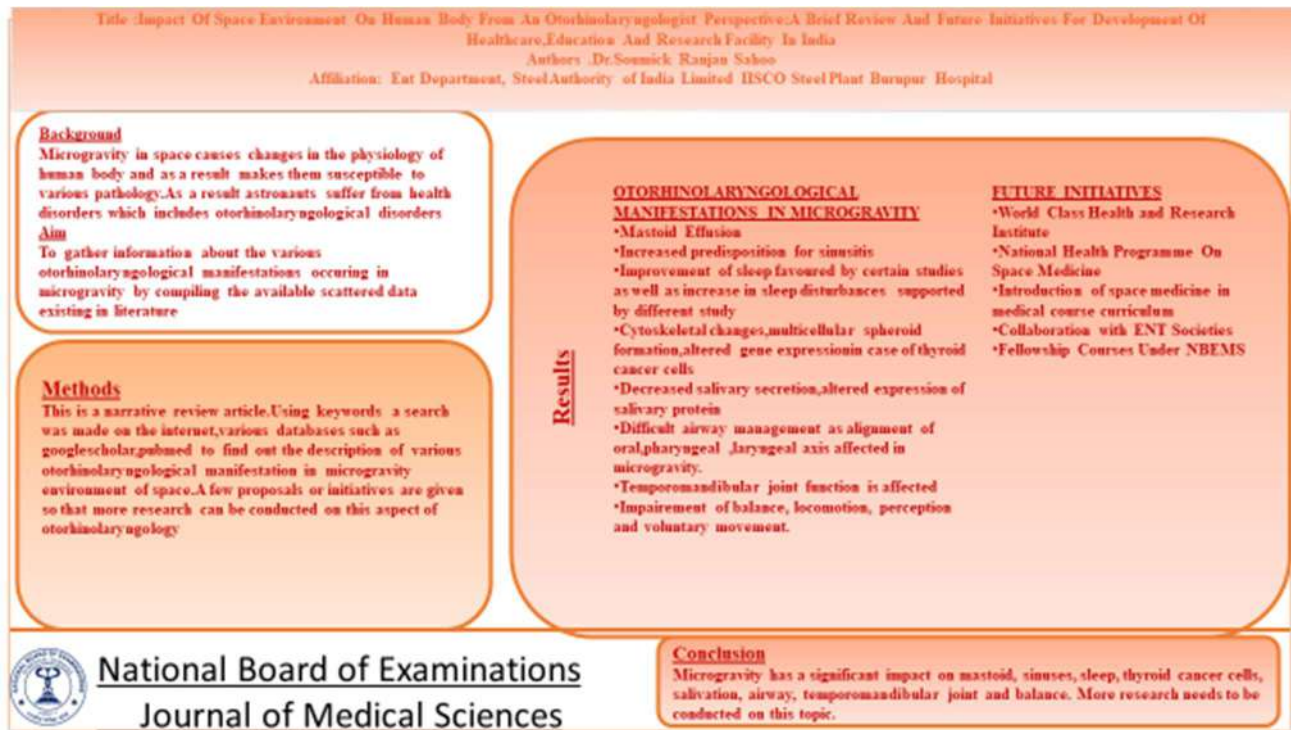 Title :Impact Of Space Environment On Human Body From An Otorhinolaryngologist Perspective:A Brief Review And Future Initiatives For Development Of
Healthcare,Education And Research Facility In India
Authors .Dr.Soumick Ranjan Sahoo
Affiliation: Ent Department, Steel Authority of India Limited IISCO Steel Plant Burupur Hospital
Background
Microgravity in space causes changes in the physiology of
human body and as a result makes them susceptible to
various pathology.As a result astronauts suffer from health
disorders which includes otorhinolaryngological disorders
Aim
To gather information about the various
otorhinolaryngological manifestations occuring in
microgravity by compiling the available scattered data
existing in literature
Methods
This is a narrative review article.Using keywords a search
was made on the internet,various databases such as
googlescholar,pubmed to find out the description of various
otorhinolaryngological manifestation in microgravity
environment of space.A few proposals or initiatives are given
so that more research can be conducted on this aspect of
otorhinolaryngology
Results
OTORHINOLARYNGOLOGICAL
MANIFESTATIONS IN MICROGRAVITY
•Mastoid Effusion
•Increased predisposition for sinusitis
•Improvement of sleep favoured by certain studies
as well as increase in sleep disturbances supported
by different study
•Cytoskeletal changes,multicellular spheroid
formation,altered gene expressionin case of thyroid
cancer cells
•Decreased salivary secretion,altered expression of
salivary protein
•Difficult airway management as alignment of
oral,pharyngeal ,laryngeal axis affected in
microgravity.
•Temporomandibular joint function is affected
•Impairement of balance, locomotion, perception
and voluntary movement.
FUTURE INITIATIVES
•World Class Health and Research
Institute
•National Health Programme On
Space Medicine
•Introduction of space medicine in
medical course curriculum
•Collaboration with ENT Societies
•Fellowship Courses Under NBEMS
National Board of Examinations
Journal of Medical Sciences
Conclusion
Microgravity has a significant impact on mastoid, sinuses, sleep, thyroid cancer cells,
salivation, airway, temporomandibular joint and balance. More research needs to be
conducted on this topic.